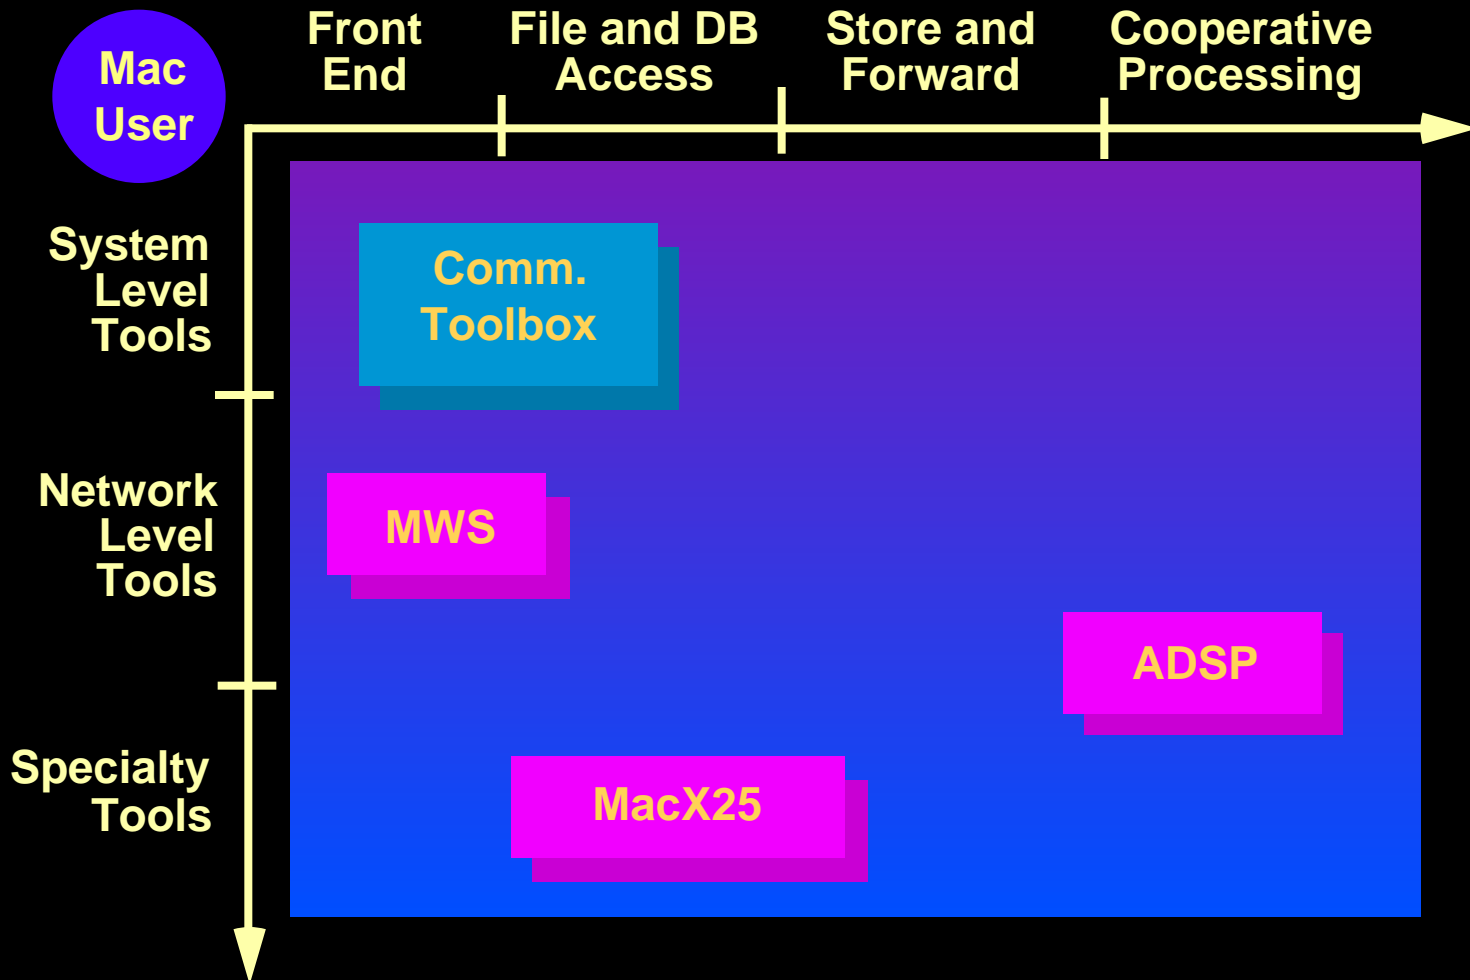 Mac
User
Front
End
File and DB
Access
Store and
Forward
Cooperative
Processing
System
Level
Tools
Comm.
Toolbox
Network
Level
Tools
MWS
ADSP
Specialty
Tools
MacX25